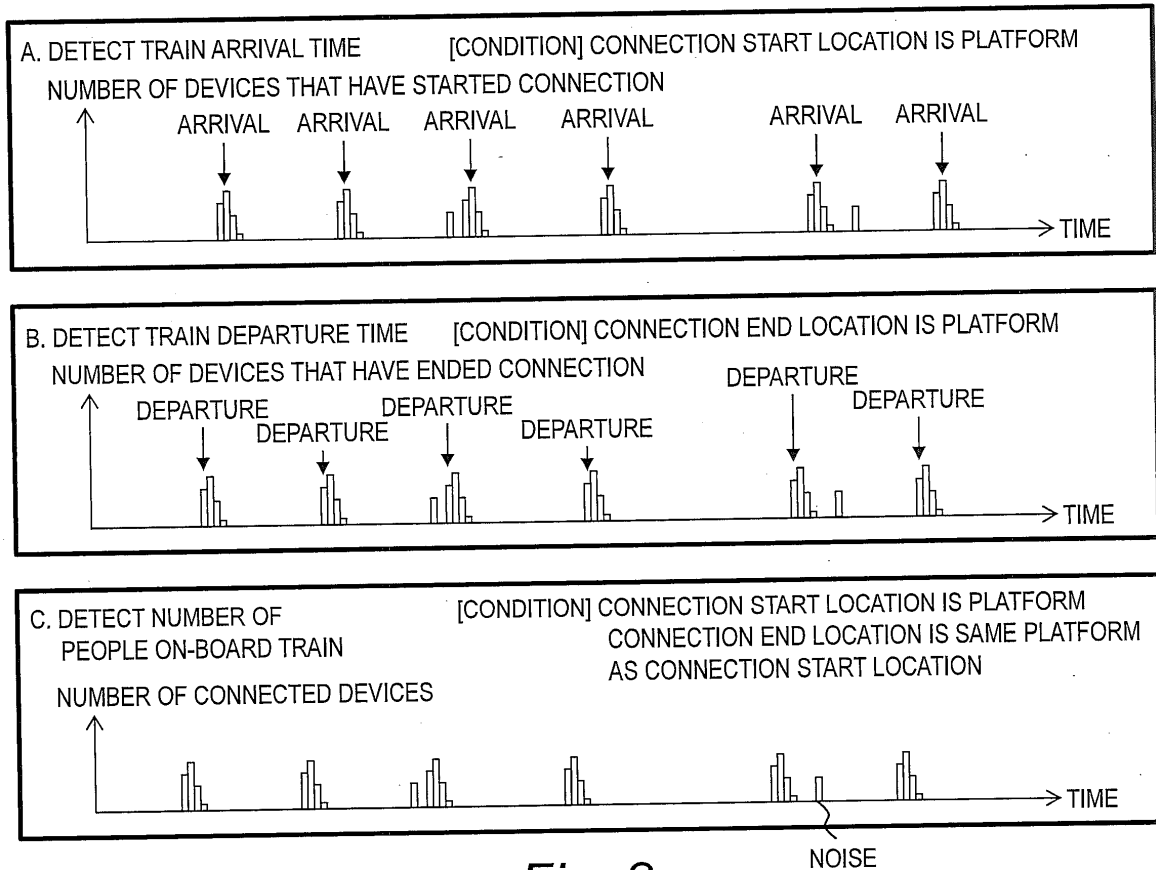 A. DETECT TRAIN ARRIVAL TIME [CONDITION] CONNECTION START LOCATION IS PLATFORM
NUMBER OF DEVICES THAT HAVE STARTED CONNECTION
ARRIVAL ARRIVAL ARRIVAL ARRIVAL ARRIVAL ARRIVAL
TIME
B. DETECT TRAIN DEPARTURE TIME [CONDITION] CONNECTION END LOCATION IS PLATFORM
NUMBER OF DEVICES THAT HAVE ENDED CONNECTION
DEPARTURE DEPARTURE DEPARTURE DEPARTURE DEPARTURE DEPARTURE
TIME
C. DETECT NUMBER OF
PEOPLE ON-BOARD TRAIN
[CONDITION] CONNECTION START LOCATION IS PLATFORM
CONNECTION END LOCATION IS SAME PLATFORM
AS CONNECTION START LOCATION
NUMBER OF CONNECTED DEVICES
TIME
NOISE